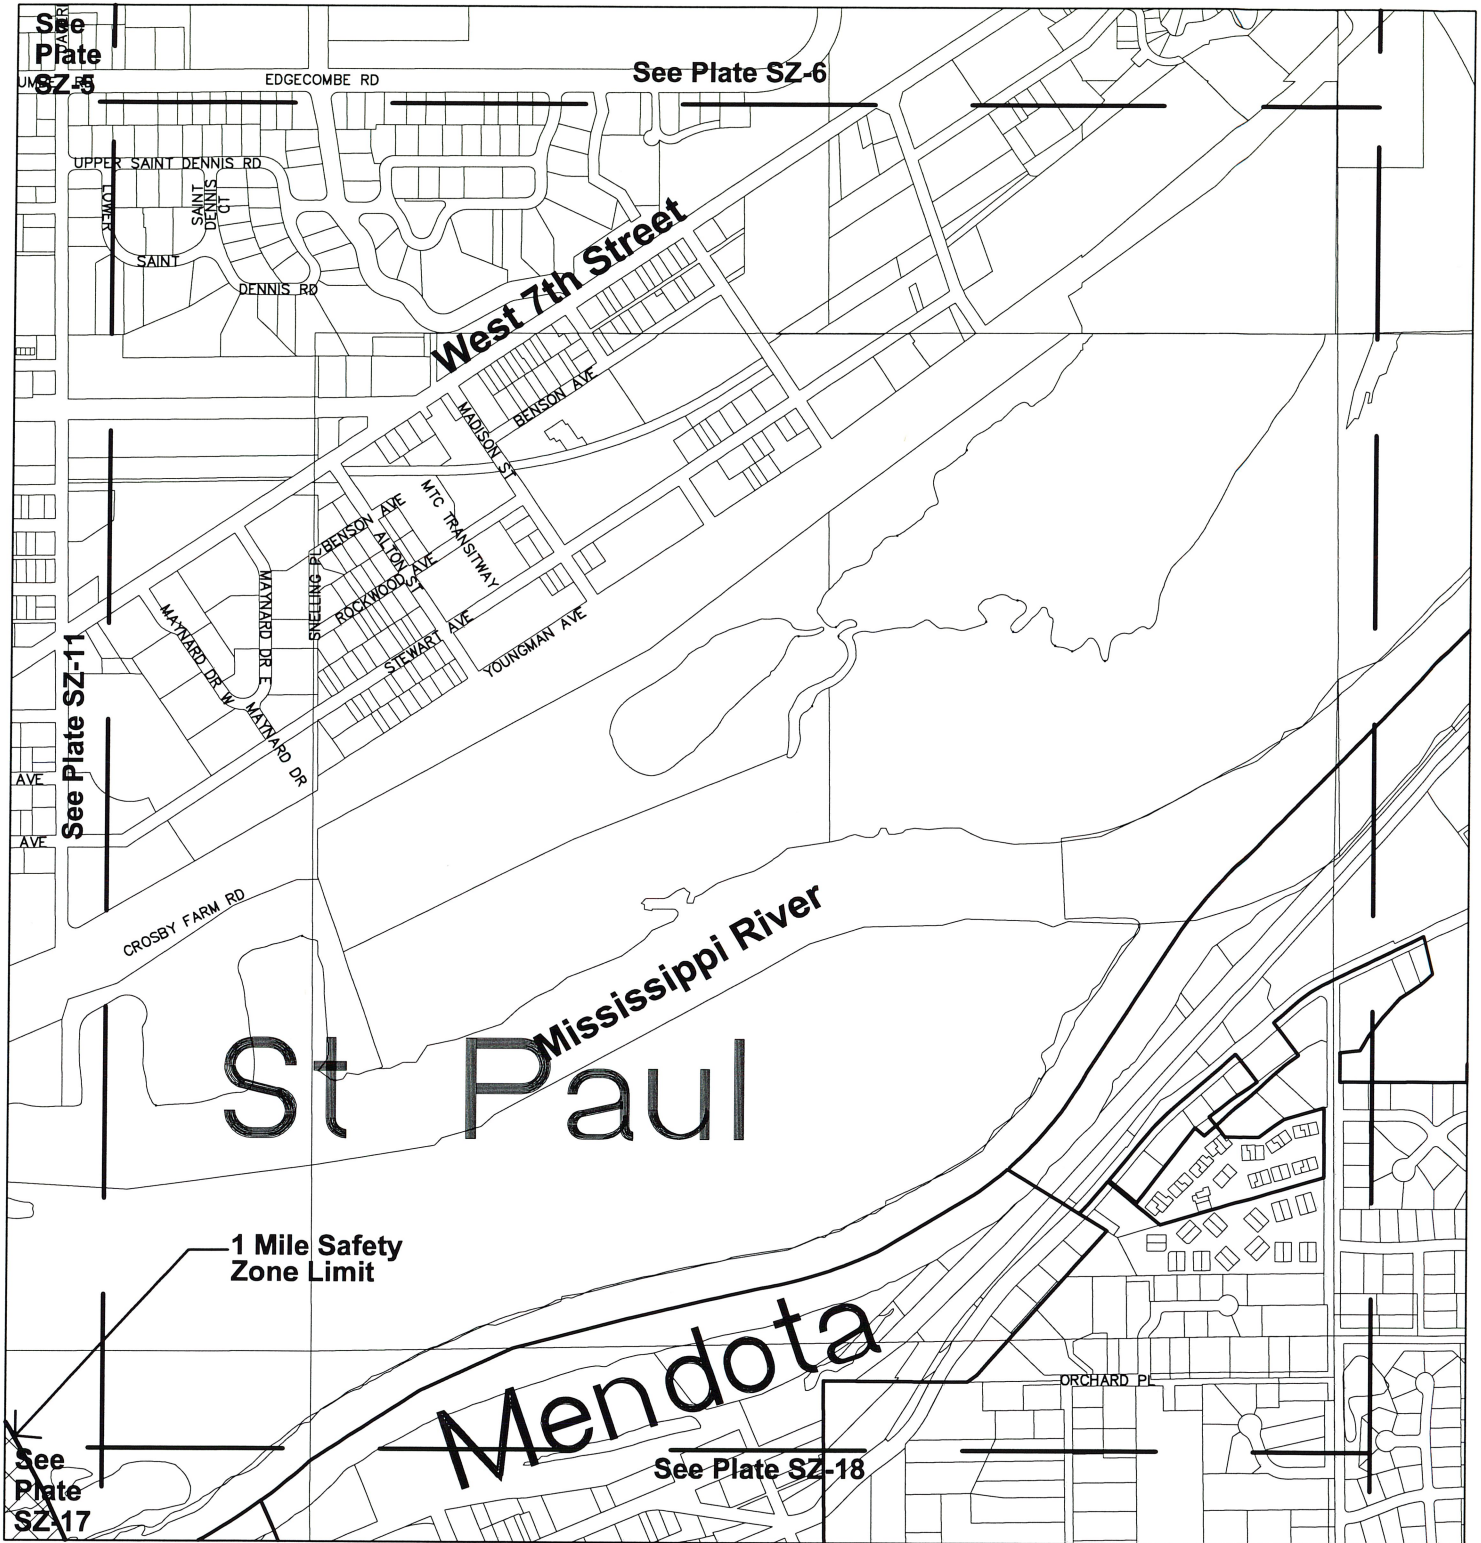 See
Plate
SZ-5
EDGECOMBE RD
See Plate SZ-6
UPPER SAINT DENNIS RD
LOWER
SAINT
DENNIS
CT
SAINT
DENNIS RD
West 7th Street
MADISON ST
BENSON AVE
MTC TRANSITWAY
BENSON AVE
ALTON ST
ROCKWOOD AVE
SNELLING PL
MAYNARD DR E
MAYNARD DR W
STEWART AVE
YOUNGMAN AVE
MAYNARD DR
See Plate SZ-11
AVE
AVE
CROSBY FARM RD
Mississippi River
St Paul
1 Mile Safety
Zone Limit
Mendota
ORCHARD PL
See
Plate
SZ-17
See Plate SZ-18